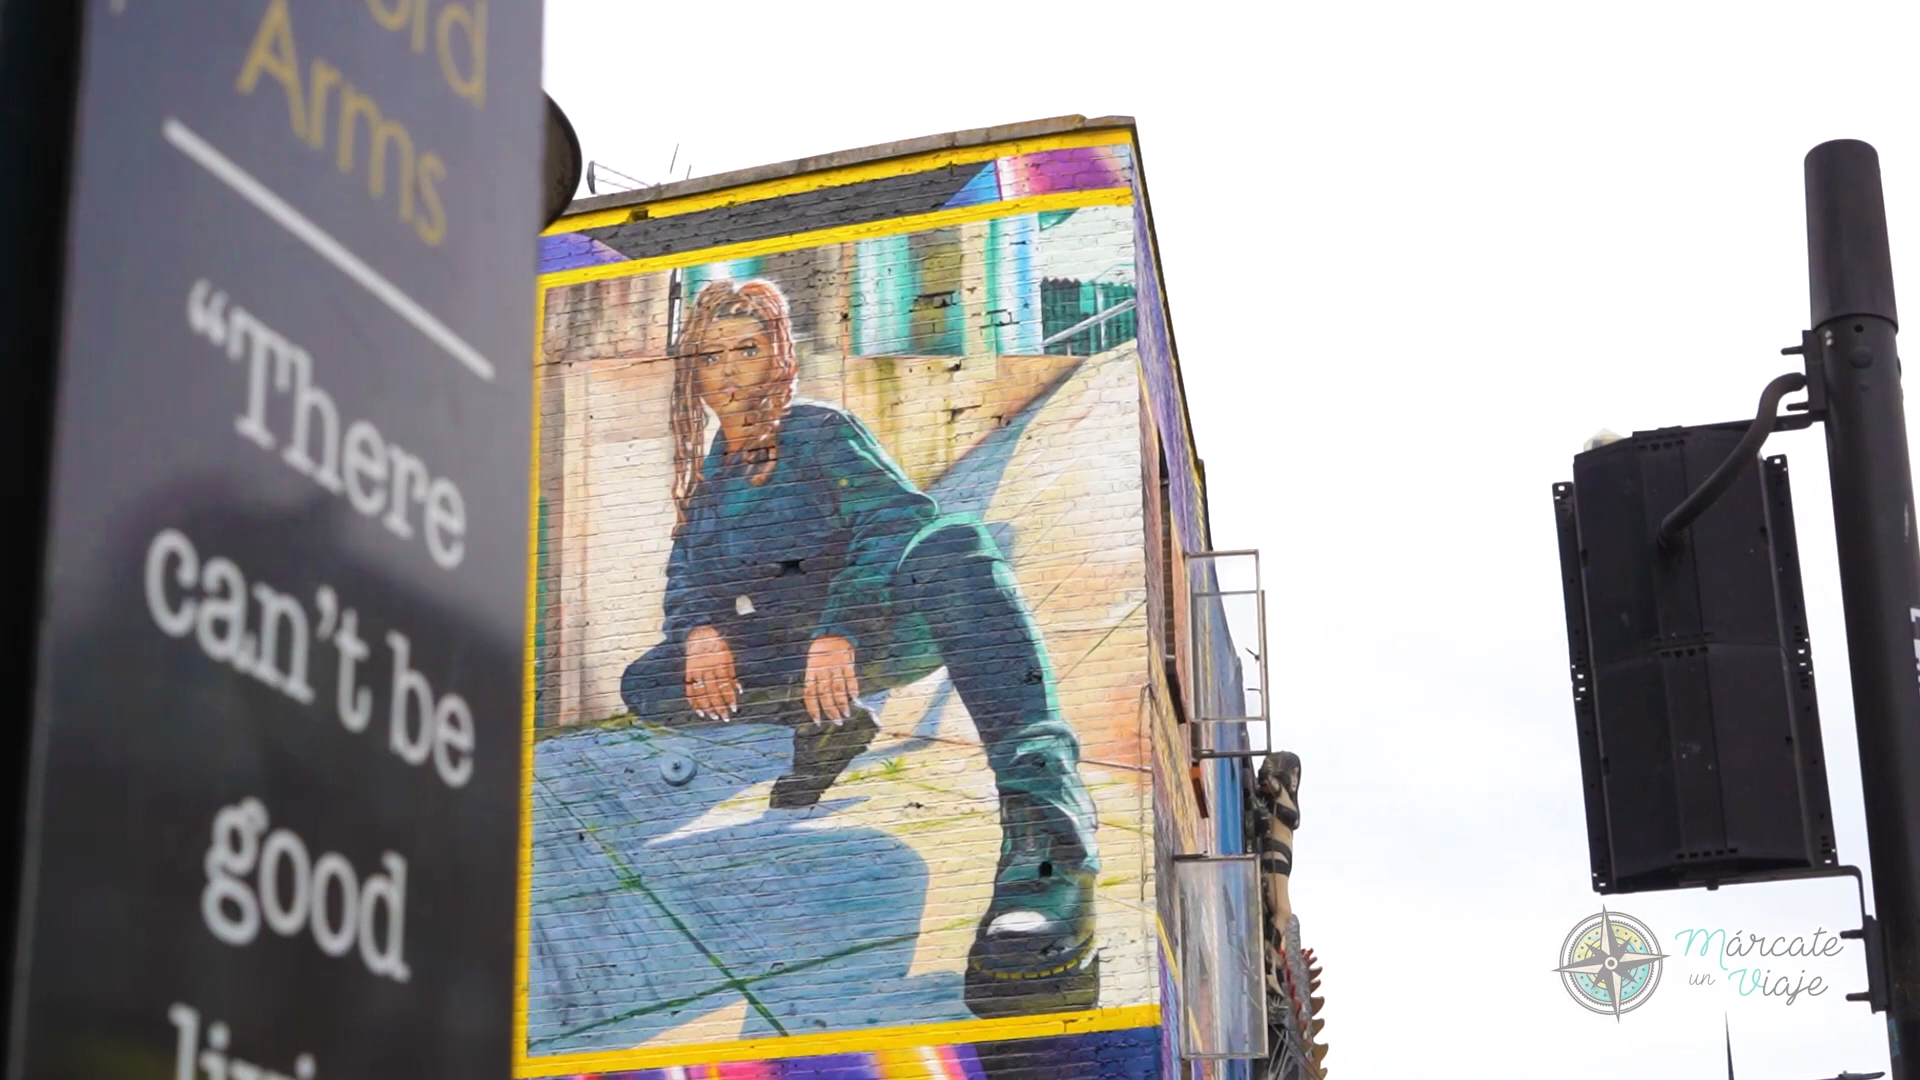 Arms
“There
can’t be
good
Márcate
un Viaje